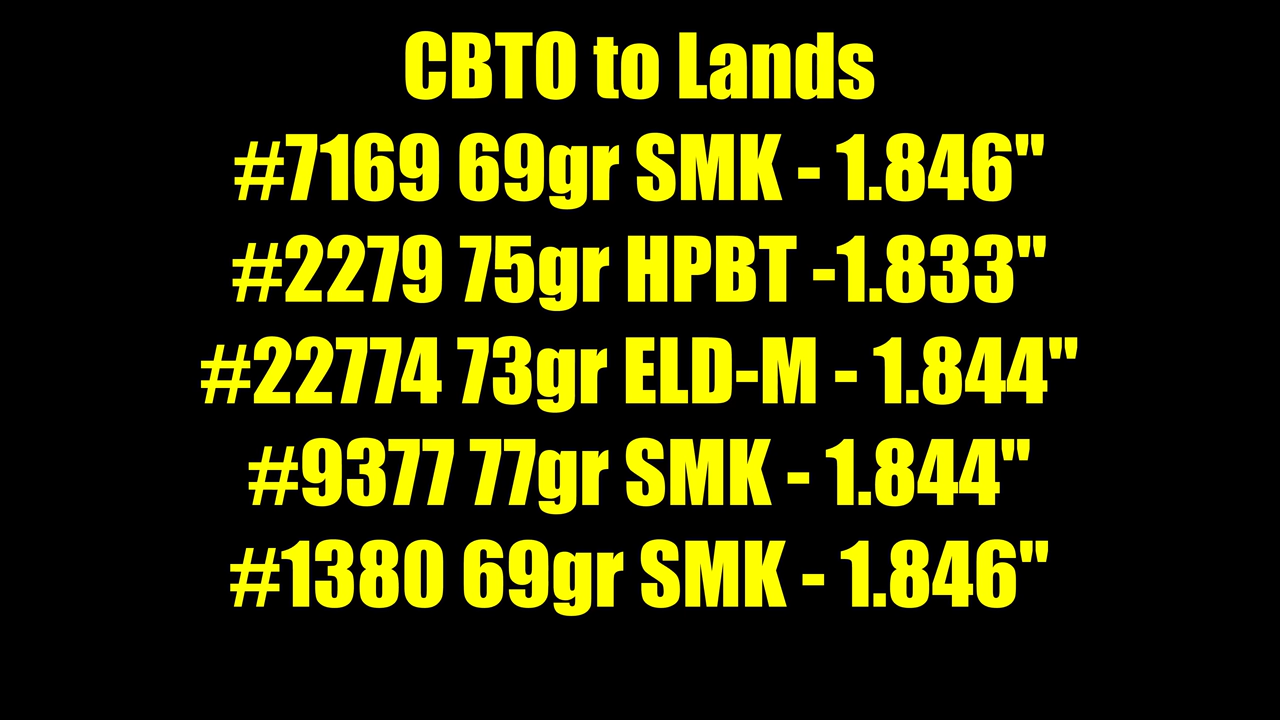 CBTO to Lands
#7169 69gr SMK - 1.846"
#2279 75gr HPBT -1.833"
#22774 73gr ELD-M - 1.844"
#9377 77gr SMK - 1.844"
#1380 69gr SMK - 1.846"